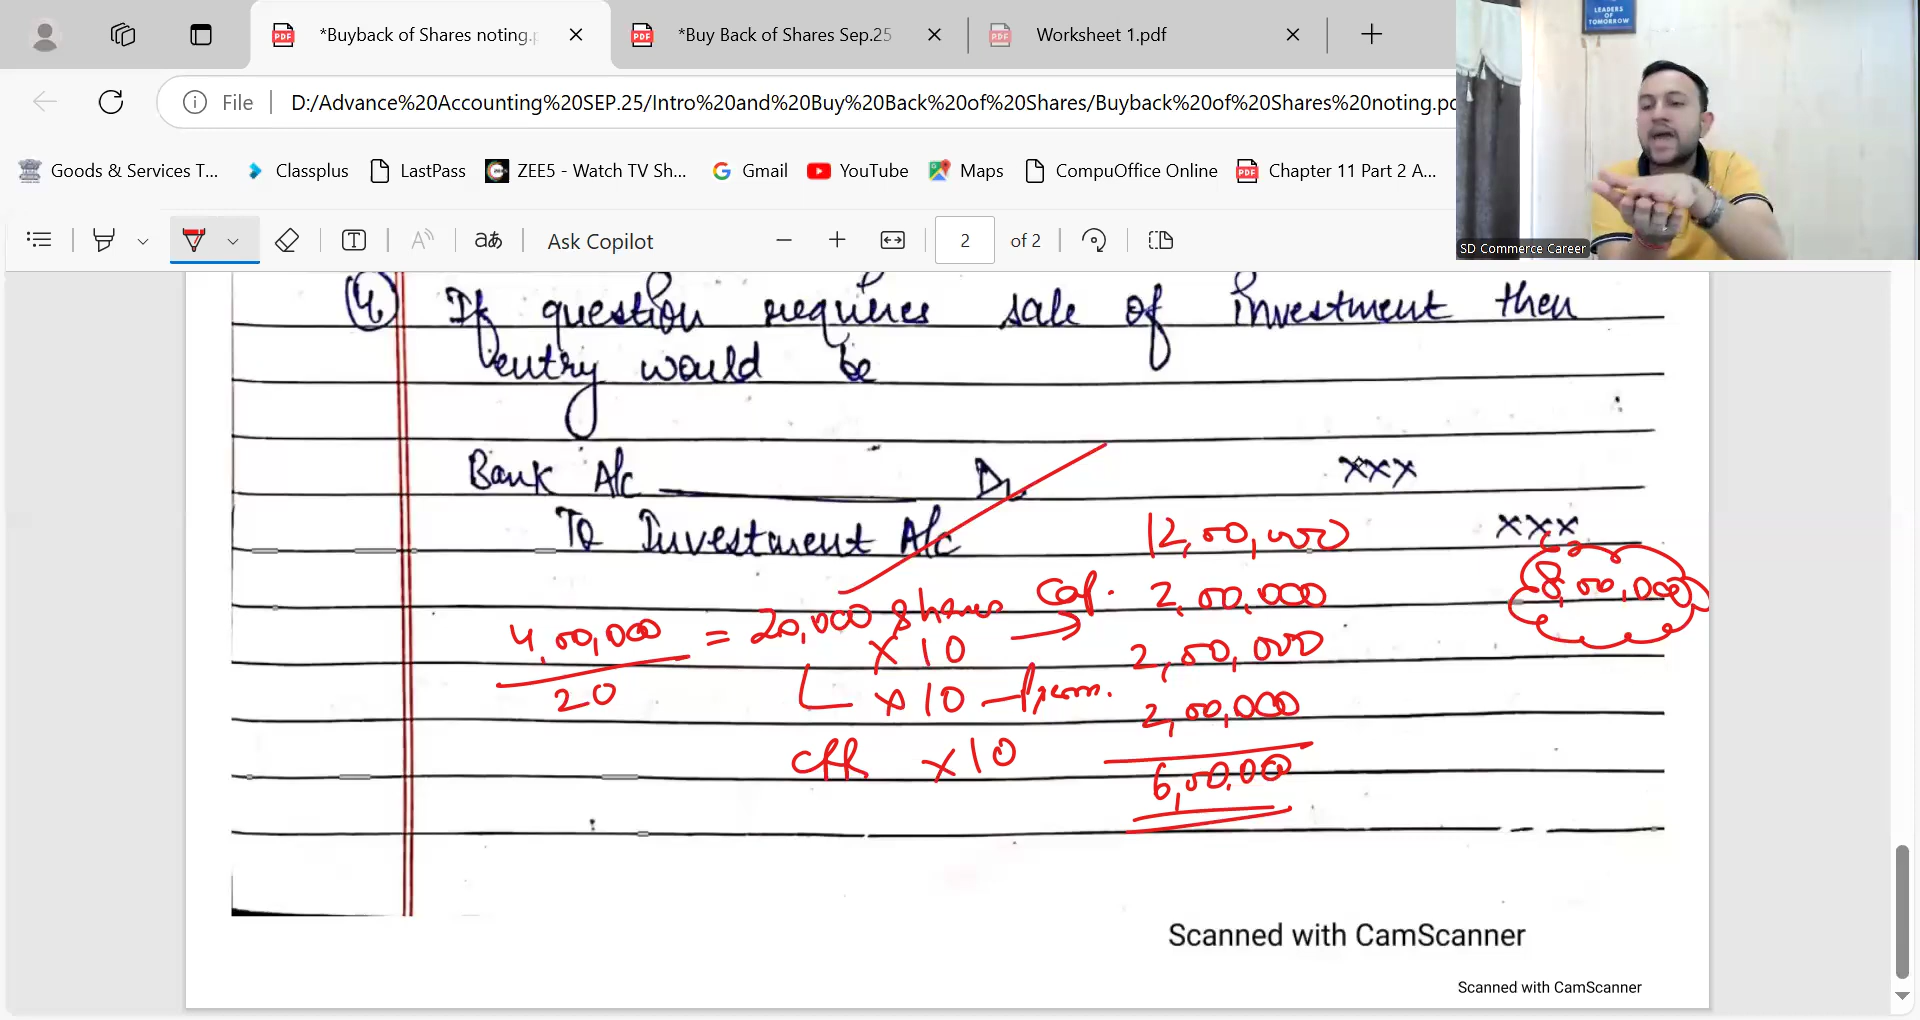 *Buyback of Shares noting.p
*Buy Back of Shares Sep.25
Worksheet 1.pdf
LEADERS
OF
TOMORROW
File
D:/Advance%20Accounting%20SEP.25/Intro%20and%20Buy%20Back%20of%20Shares/Buyback%20of%20Shares%20noting.pd
Goods & Services T...
Classplus
LastPass
ZEE5 - Watch TV Sh...
Gmail
YouTube
Maps
CompuOffice Online
Chapter 11 Part 2 A...
Ask Copilot
2
of 2
SD Commerce Career
(4) If question requires sale of investment then
entry would be
Bank A/c Dr xxx
To Investment A/c xxx
12,00,000
8,00,000
4,00,000 = 20,000 shares Cap. 2,00,000
20
x 10 → 2,00,000
x 10 - Prem. 2,00,000
CRR x 10 6,00,000
Scanned with CamScanner
Scanned with CamScanner